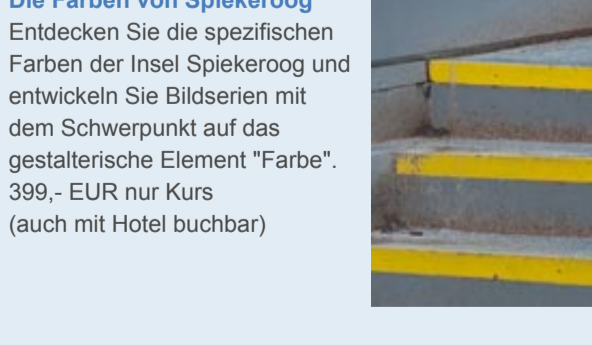 Die Farben von Spiekeroog
Entdecken Sie die spezifischen
Farben der Insel Spiekeroog und
entwickeln Sie Bildserien mit
dem Schwerpunkt auf das
gestalterische Element "Farbe".
399,- EUR nur Kurs
(auch mit Hotel buchbar)